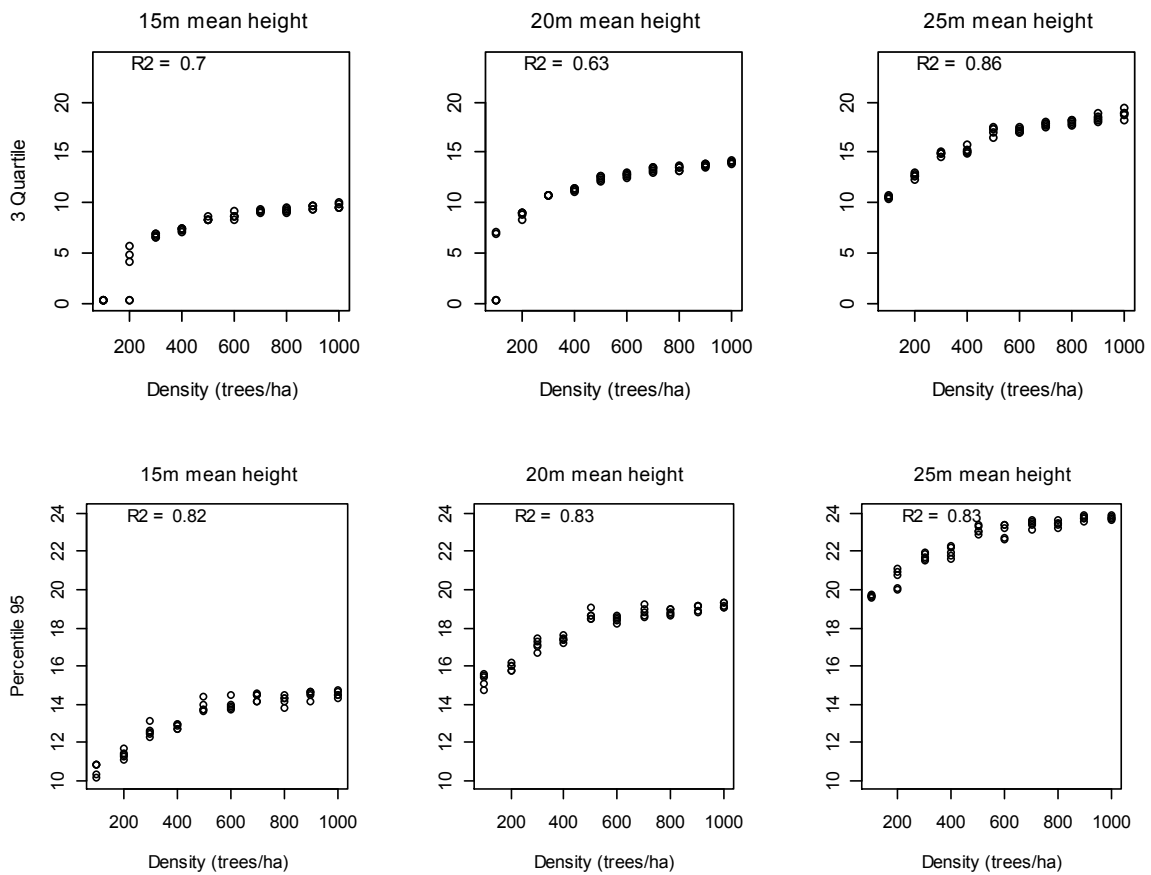 15m mean height
20m mean height
25m mean height
R2 = 0.7
R2 = 0.63
R2 = 0.86
3 Quartile
0 5 10 15 20
0 5 10 15 20
0 5 10 15 20
200 400 600 800 1000
200 400 600 800 1000
200 400 600 800 1000
Density (trees/ha)
Density (trees/ha)
Density (trees/ha)
15m mean height
20m mean height
25m mean height
R2 = 0.82
R2 = 0.83
R2 = 0.83
Percentile 95
10 12 14 16 18 20 22 24
10 12 14 16 18 20 22 24
10 12 14 16 18 20 22 24
200 400 600 800 1000
200 400 600 800 1000
200 400 600 800 1000
Density (trees/ha)
Density (trees/ha)
Density (trees/ha)